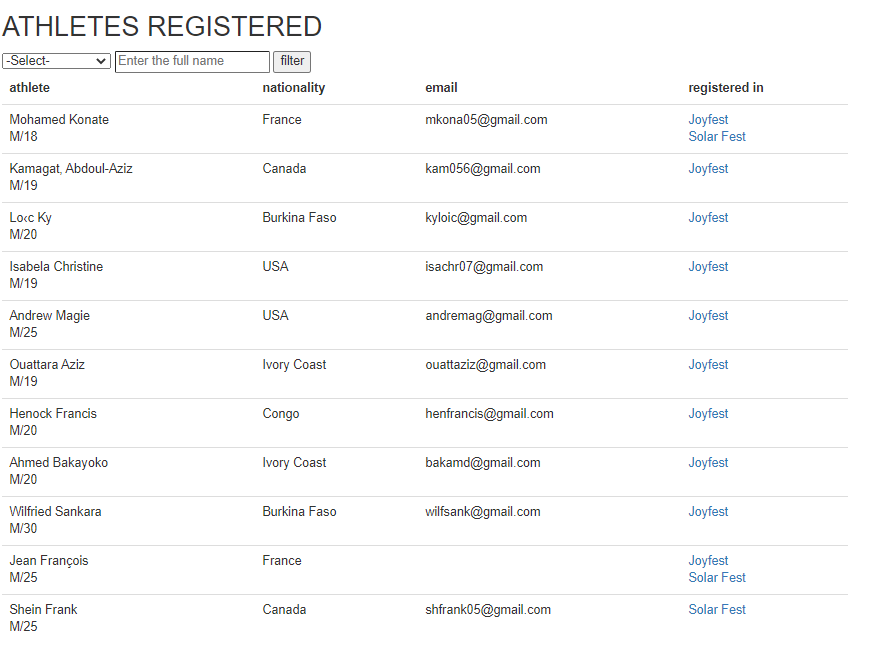 ATHLETES REGISTERED
-Select- Enter the full name filter
athlete nationality email registered in
Mohamed Konate France mkona05@gmail.com Joyfest
M/18 Solar Fest
Kamagat, Abdoul-Aziz Canada kam056@gmail.com Joyfest
M/19
Lo‹c Ky Burkina Faso kyloic@gmail.com Joyfest
M/20
Isabela Christine USA isachr07@gmail.com Joyfest
M/19
Andrew Magie USA andremag@gmail.com Joyfest
M/25
Ouattara Aziz Ivory Coast ouattaziz@gmail.com Joyfest
M/19
Henock Francis Congo henfrancis@gmail.com Joyfest
M/20
Ahmed Bakayoko Ivory Coast bakamd@gmail.com Joyfest
M/20
Wilfried Sankara Burkina Faso wilfsank@gmail.com Joyfest
M/30
Jean François France Joyfest
M/25 Solar Fest
Shein Frank Canada shfrank05@gmail.com Solar Fest
M/25